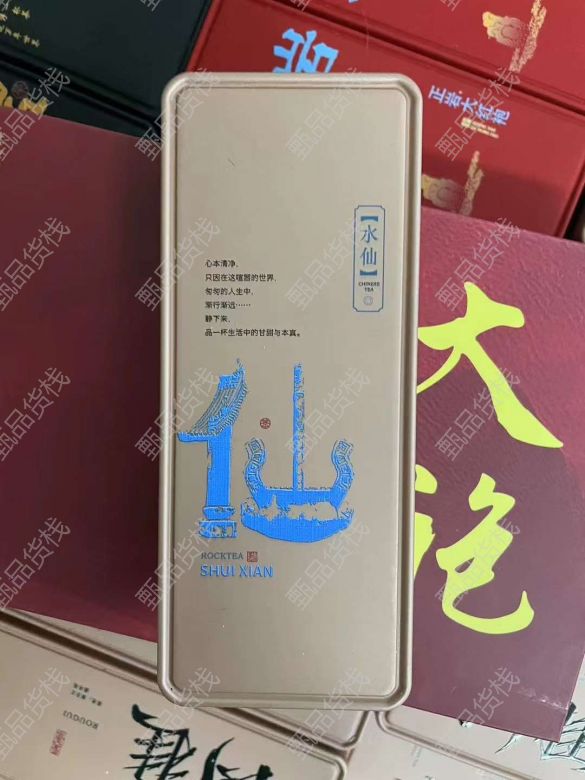 正岩·大红袍
【水仙】
CHINESE
TEA
心本清净，
只因在这喧嚣的世界，
匆匆的人生中，
渐行渐远……
静下来，
品一杯生活中的甘甜与本真。
仙
ROCKTEA
SHUI XIAN
大
袍
ROUGUI
甄品货栈